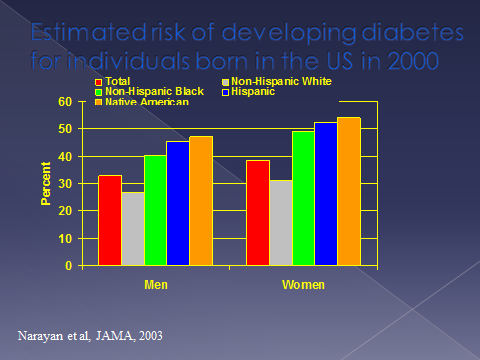 Estimated risk of developing diabetes
for individuals born in the US in 2000
Total Non-Hispanic White
Non-Hispanic Black Hispanic
Native American
60
50
40
30
20
10
0
Percent
Men Women
Narayan et al, JAMA, 2003